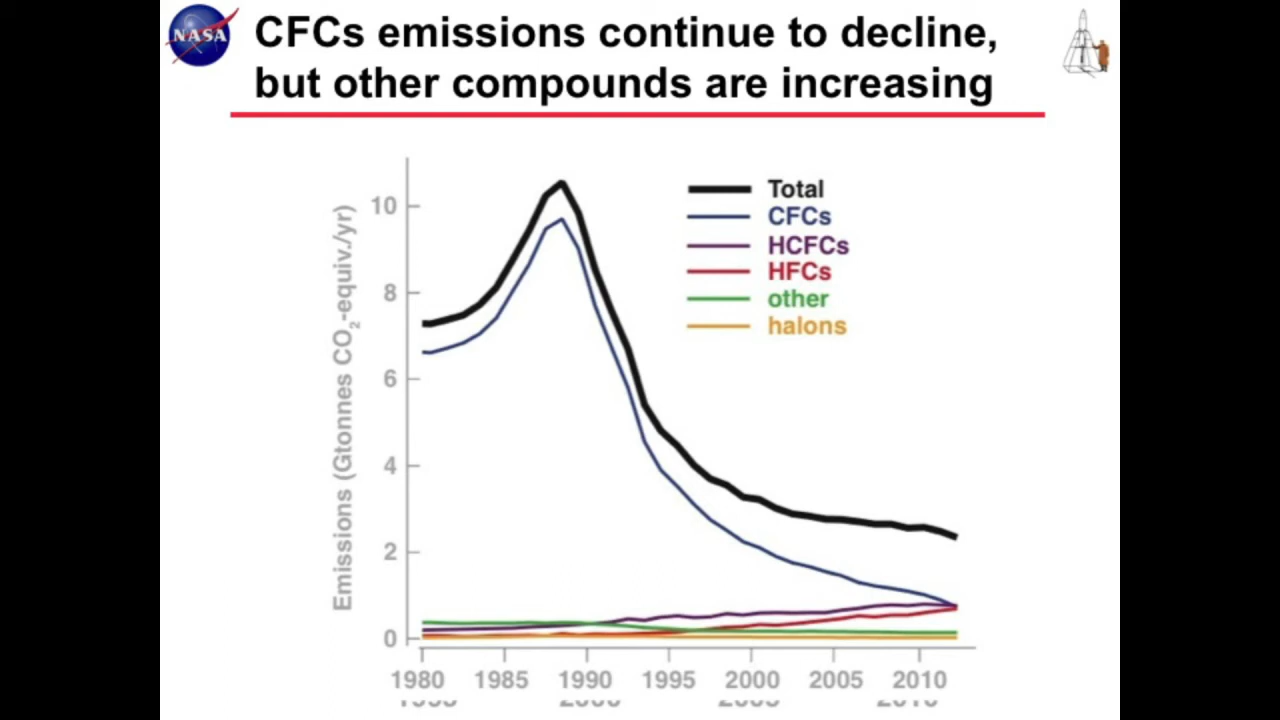 NASA
CFCs emissions continue to decline,
but other compounds are increasing
Total
CFCs
HCFCs
HFCs
other
halons
Emissions (Gtonnes CO₂-equiv./yr)
10
8
6
4
2
0
1980 1985 1990 1995 2000 2005 2010